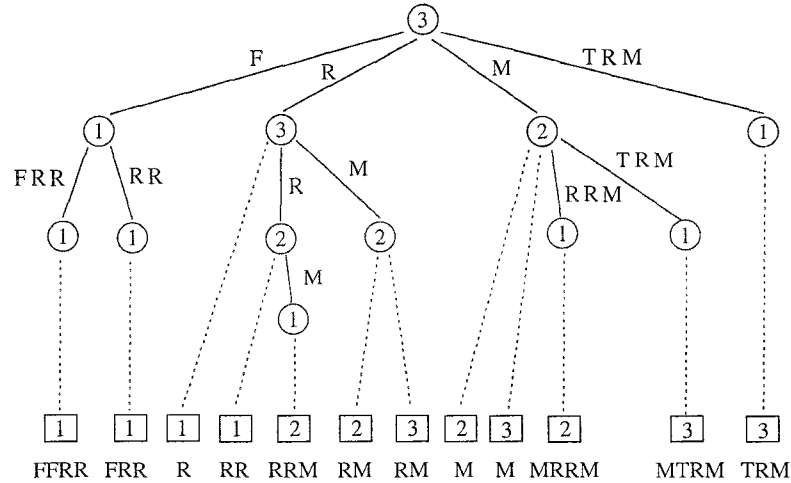 3
F R M TRM
1 3 2 1
FRR RR R M RRM TRM
1 1 2 2 1 1
M
1
1 1 1 1 2 2 3 2 3 2 3 3
FFRR FRR R RR RRM RM RM M M MRRM MTRM TRM